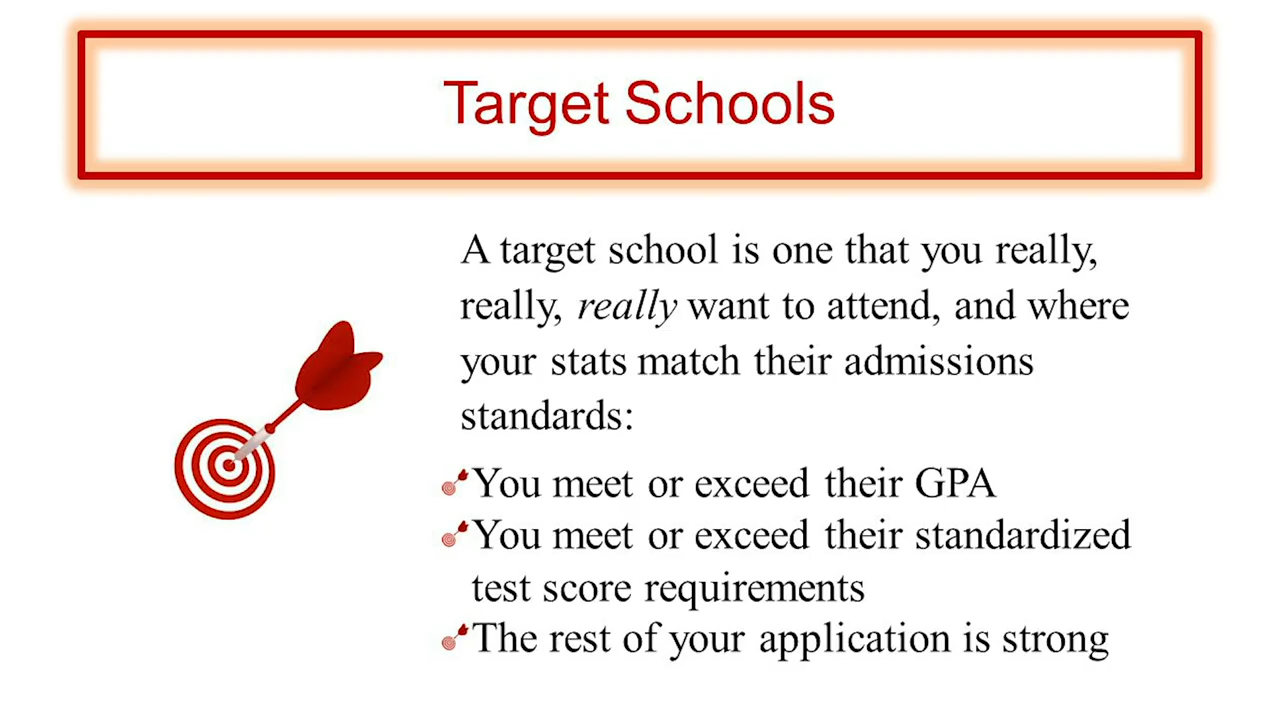 Target Schools
A target school is one that you really,
really, really want to attend, and where
your stats match their admissions
standards:
You meet or exceed their GPA
You meet or exceed their standardized
test score requirements
The rest of your application is strong